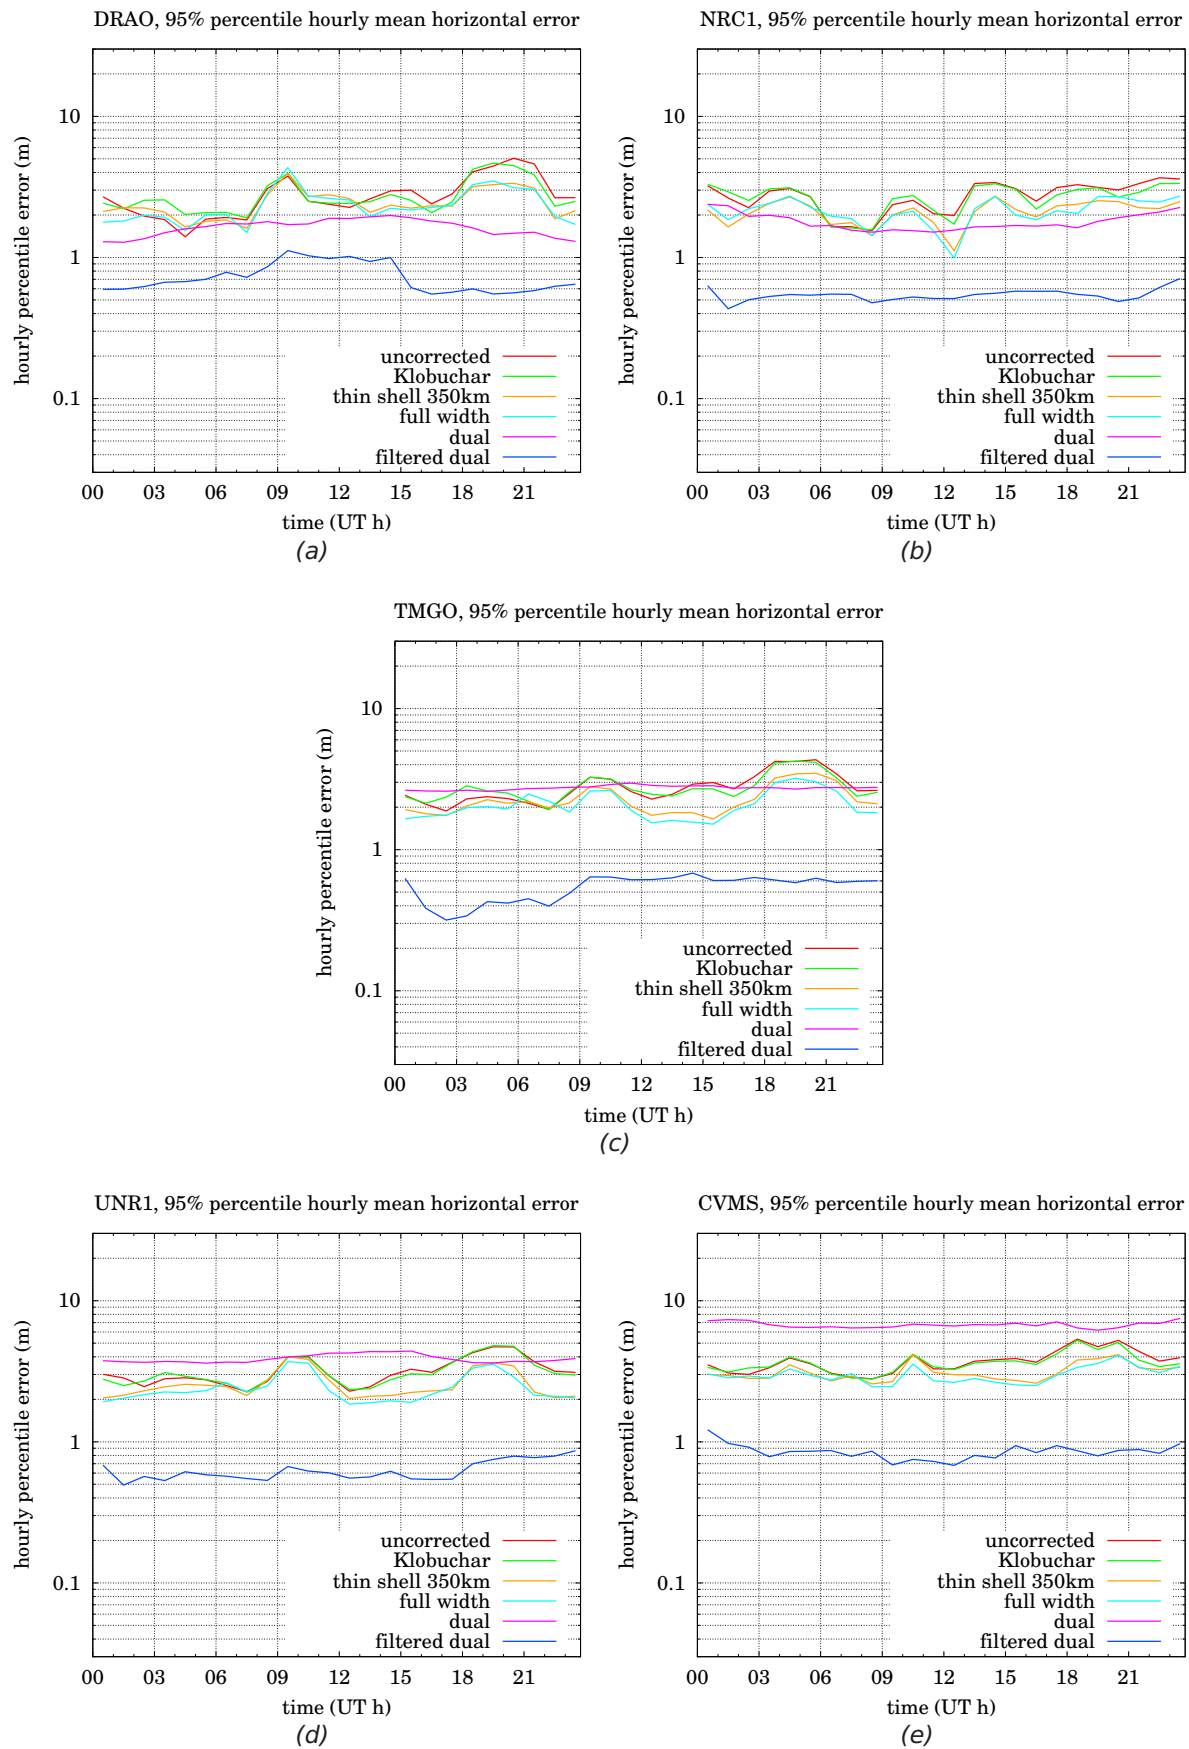 DRAO, 95% percentile hourly mean horizontal error
hourly percentile error (m)
10
1
0.1
uncorrected
Klobuchar
thin shell 350km
full width
dual
filtered dual
00 03 06 09 12 15 18 21
time (UT h)
(a)
NRC1, 95% percentile hourly mean horizontal error
hourly percentile error (m)
10
1
0.1
uncorrected
Klobuchar
thin shell 350km
full width
dual
filtered dual
00 03 06 09 12 15 18 21
time (UT h)
(b)
TMGO, 95% percentile hourly mean horizontal error
hourly percentile error (m)
10
1
0.1
uncorrected
Klobuchar
thin shell 350km
full width
dual
filtered dual
00 03 06 09 12 15 18 21
time (UT h)
(c)
UNR1, 95% percentile hourly mean horizontal error
hourly percentile error (m)
10
1
0.1
uncorrected
Klobuchar
thin shell 350km
full width
dual
filtered dual
00 03 06 09 12 15 18 21
time (UT h)
(d)
CVMS, 95% percentile hourly mean horizontal error
hourly percentile error (m)
10
1
0.1
uncorrected
Klobuchar
thin shell 350km
full width
dual
filtered dual
00 03 06 09 12 15 18 21
time (UT h)
(e)